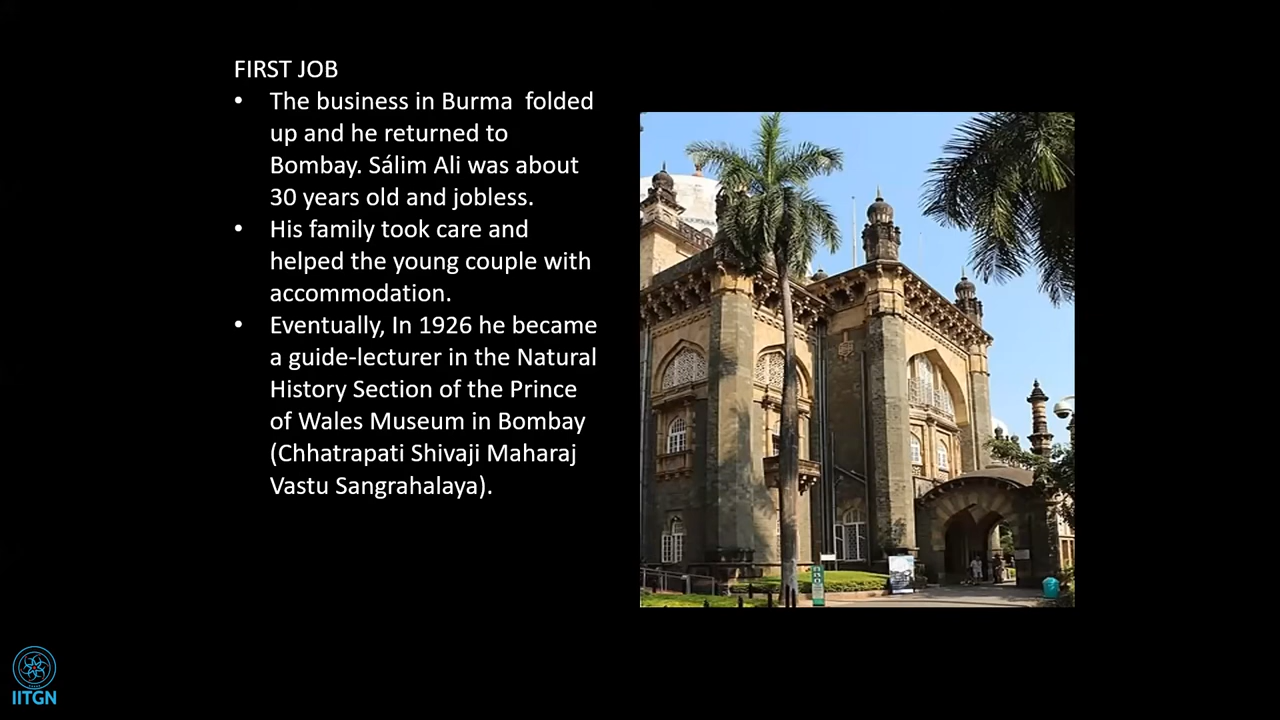 FIRST JOB
• The business in Burma  folded
up and he returned to
Bombay. Sálim Ali was about
30 years old and jobless.
• His family took care and
helped the young couple with
accommodation.
• Eventually, In 1926 he became
a guide-lecturer in the Natural
History Section of the Prince
of Wales Museum in Bombay
(Chhatrapati Shivaji Maharaj
Vastu Sangrahalaya).
IITGN